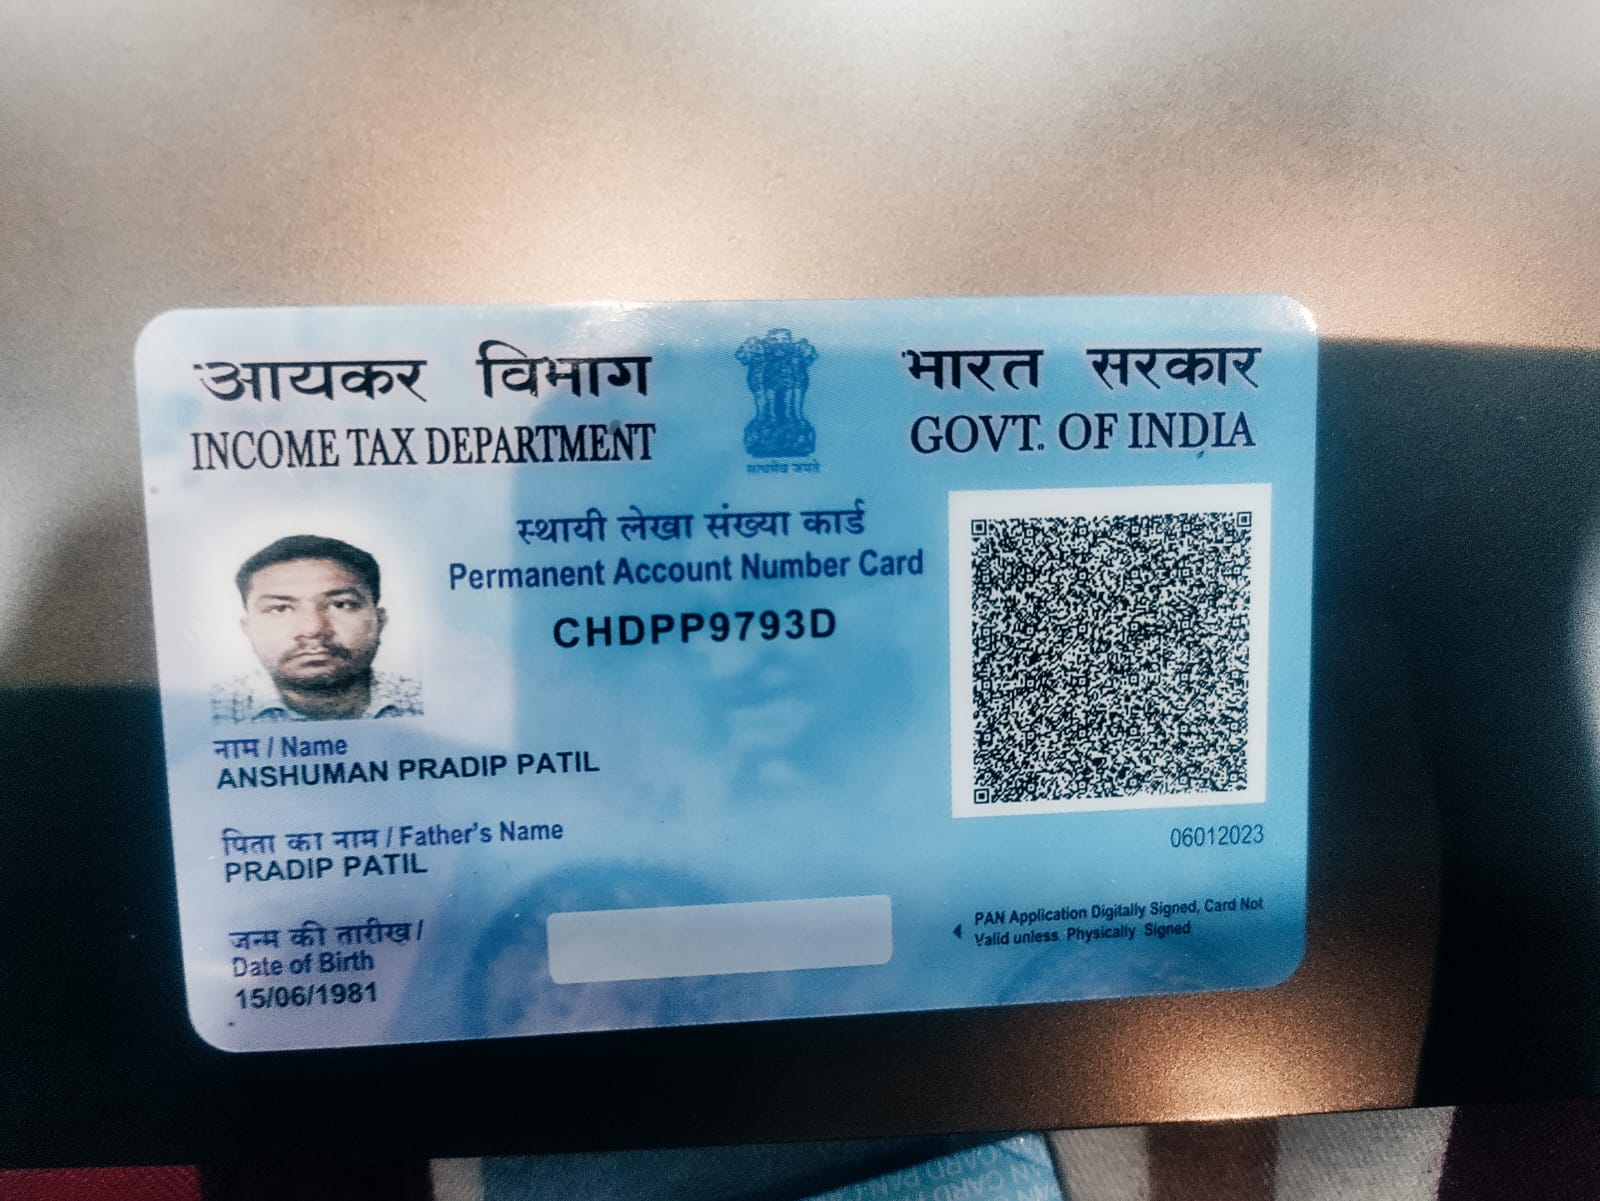 आयकर विभाग
INCOME TAX DEPARTMENT
सत्यमेव जयते
भारत सरकार
GOVT. OF INDIA
स्थायी लेखा संख्या कार्ड
Permanent Account Number Card
CHDPP9793D
नाम / Name
ANSHUMAN PRADIP PATIL
पिता का नाम / Father's Name
PRADIP PATIL
जन्म की तारीख /
Date of Birth
15/06/1981
06012023
PAN Application Digitally Signed, Card Not
Valid unless Physically Signed